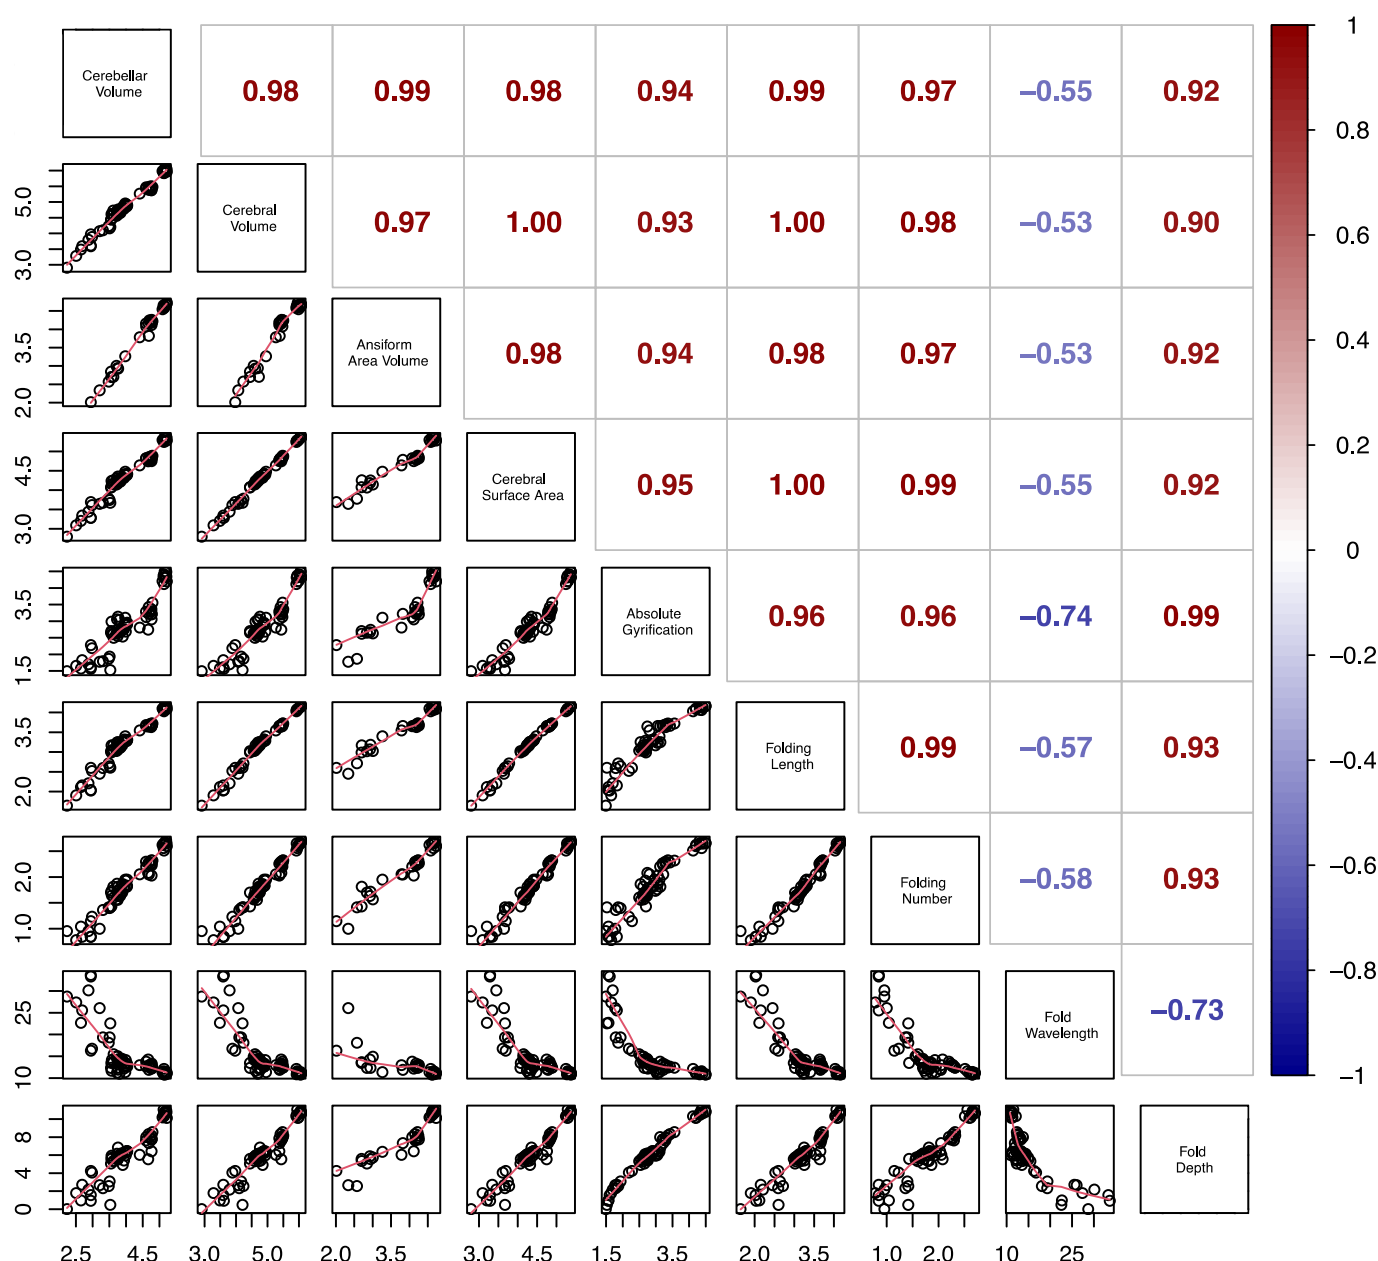 Cerebellar
Volume
0.98 0.99 0.98 0.94 0.99 0.97 −0.55 0.92
1
0.8
3.0 5.0
Cerebral
Volume
0.97 1.00 0.93 1.00 0.98 −0.53 0.90
0.6
2.0 3.5
Ansiform
Area Volume
0.98 0.94 0.98 0.97 −0.53 0.92
0.4
0.2
3.0 4.5
Cerebral
Surface Area
0.95 1.00 0.99 −0.55 0.92
0
1.5 3.5
Absolute
Gyrification
0.96 0.96 −0.74 0.99
−0.2
2.0 3.5
Folding
Length
0.99 −0.57 0.93
−0.4
1.0 2.0
Folding
Number
−0.58 0.93
−0.6
−0.8
10 25
Fold
Wavelength
−0.73
−1
0 4 8
Fold
Depth
2.5 4.5 3.0 5.0 2.0 3.5 3.0 4.5 1.5 3.5 2.0 3.5 1.0 2.0 10 25